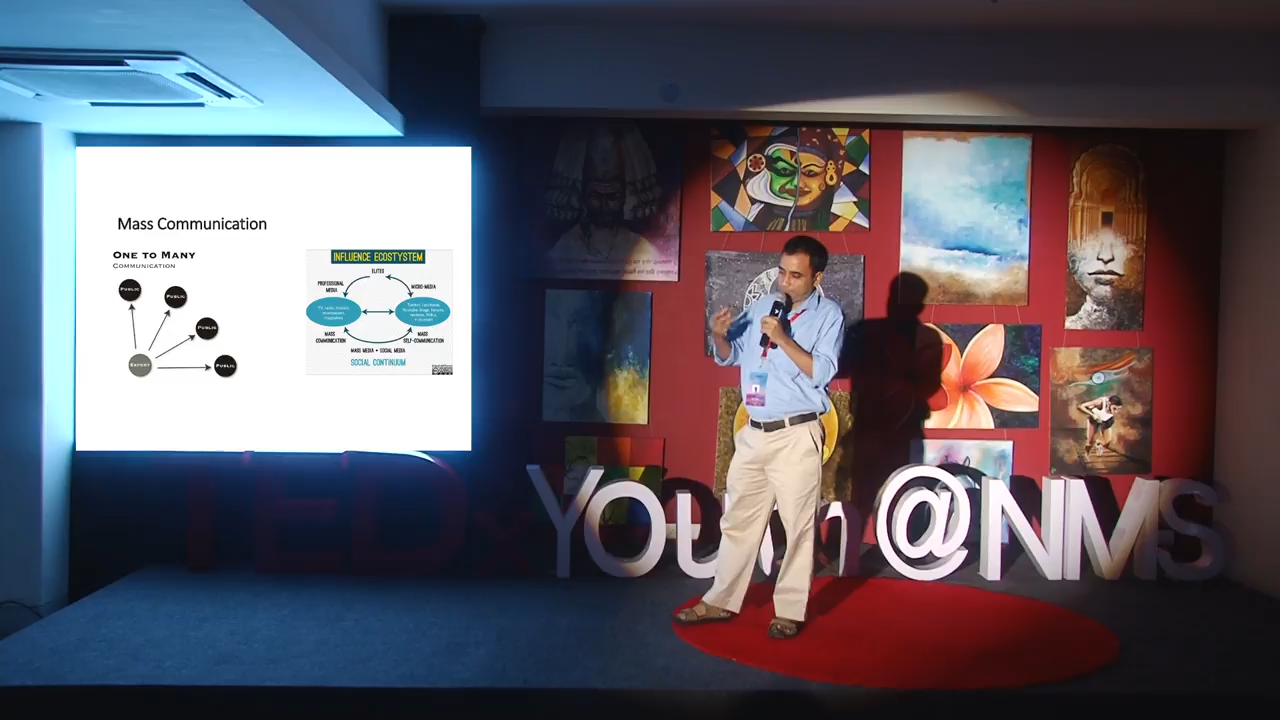 Mass Communication
ONE TO MANY
COMMUNICATION
PUBLIC
PUBLIC
PUBLIC
EXPERT
PUBLIC
INFLUENCE ECOSTYSTEM
ELITES
PROFESSIONAL
MEDIA
MICRO-MEDIA
MASS
COMMUNICATION
MASS
SELF-COMMUNICATION
MASS MEDIA + SOCIAL MEDIA
SOCIAL CONTINUUM
TEDx
Youth@NMS